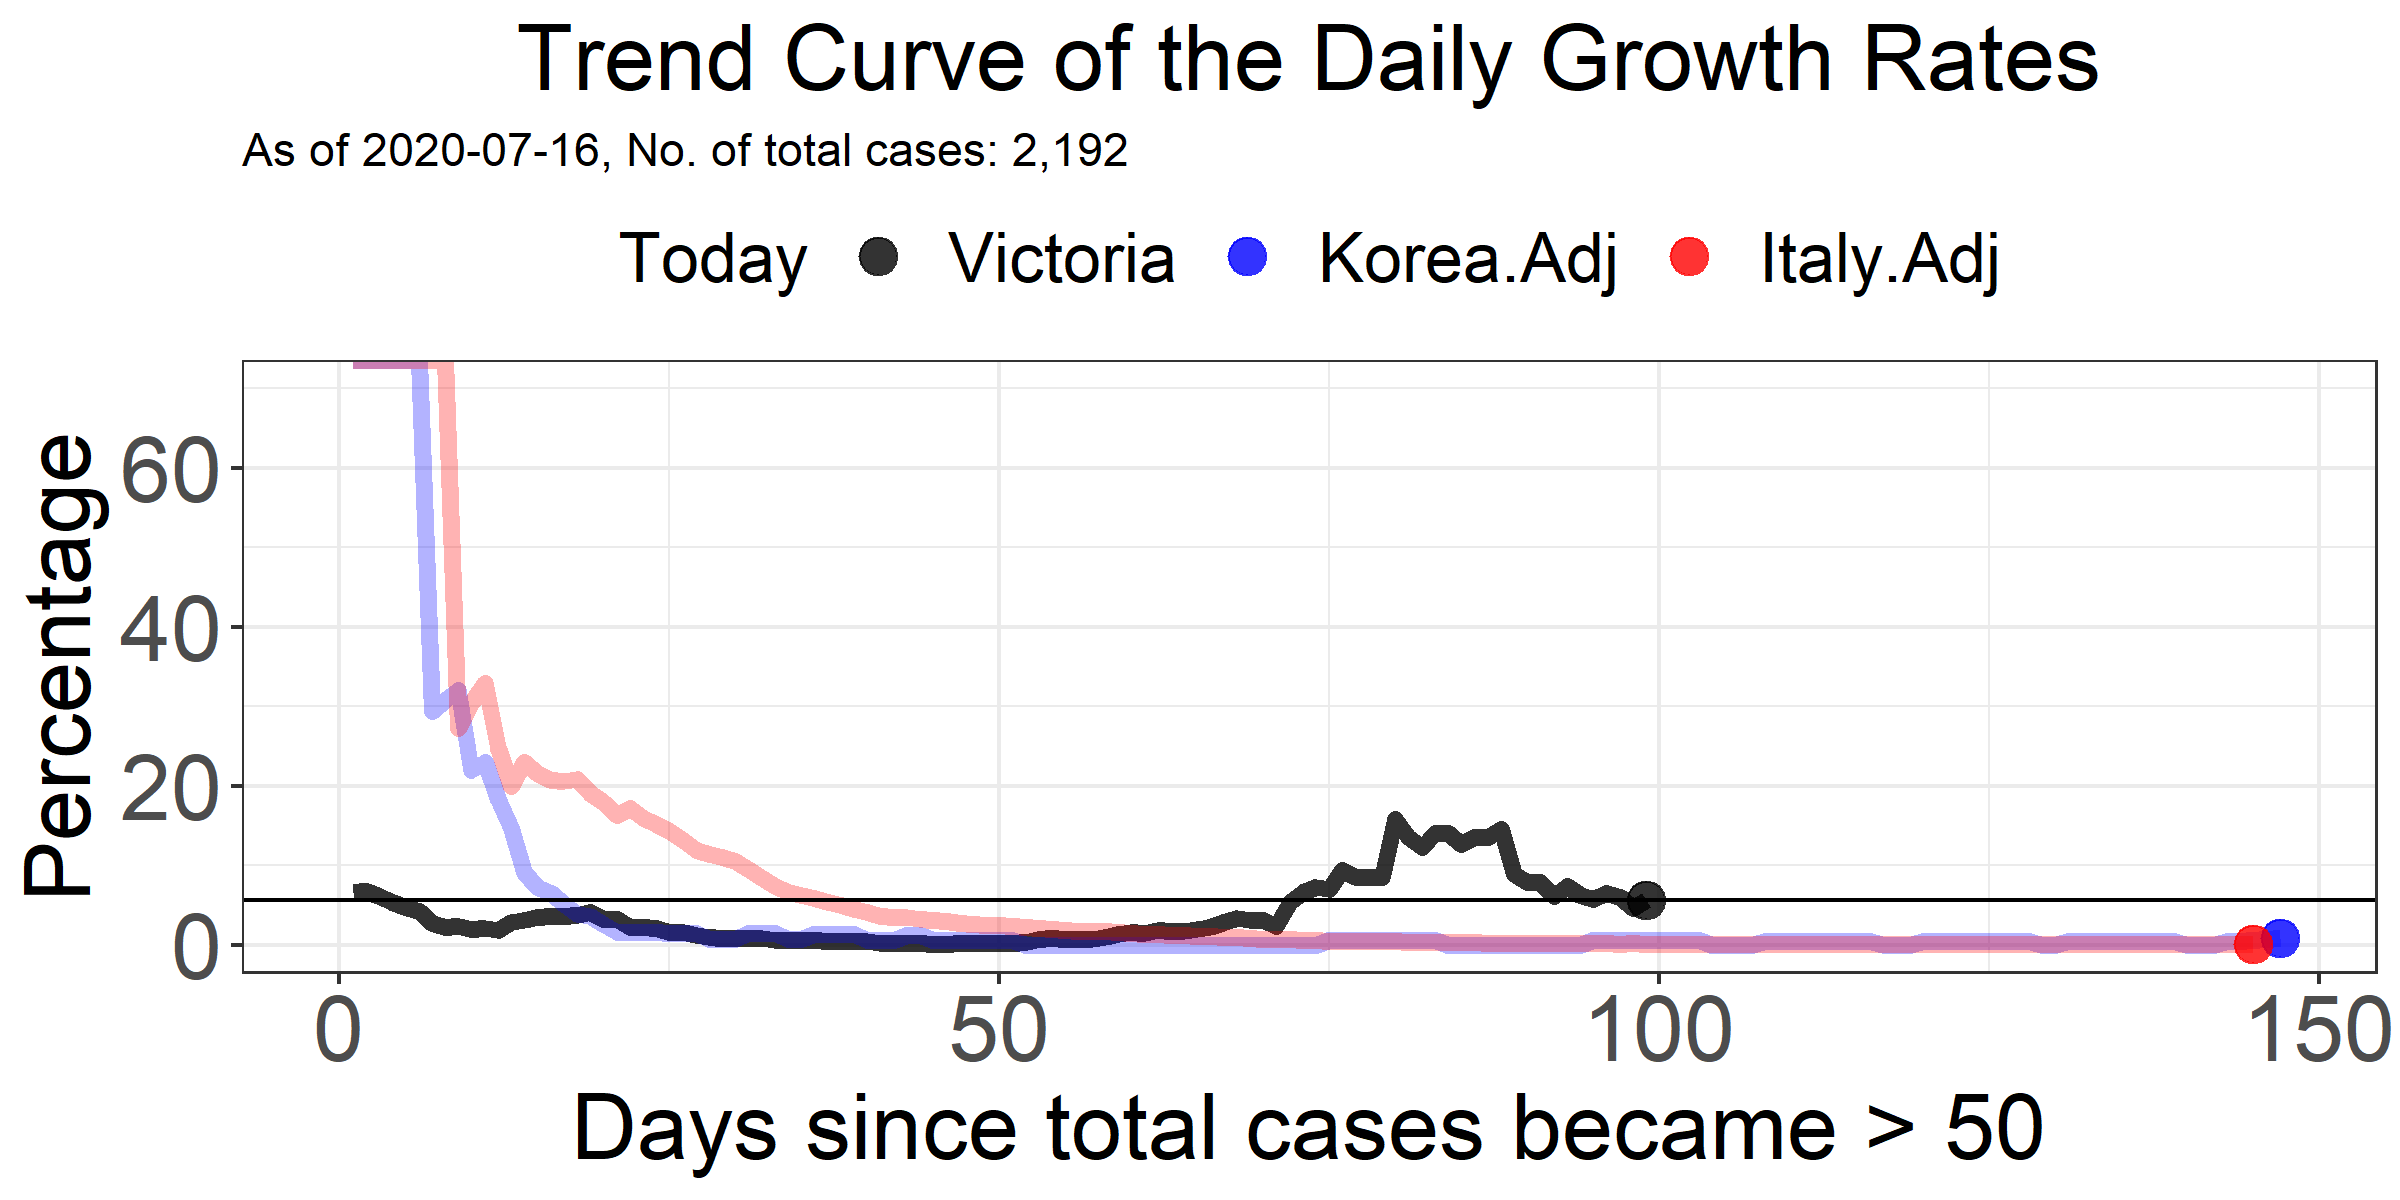 Trend Curve of the Daily Growth Rates
As of 2020-07-16, No. of total cases: 2,192
Today Victoria Korea.Adj Italy.Adj
Percentage
60
40
20
0
0 50 100 150
Days since total cases became > 50